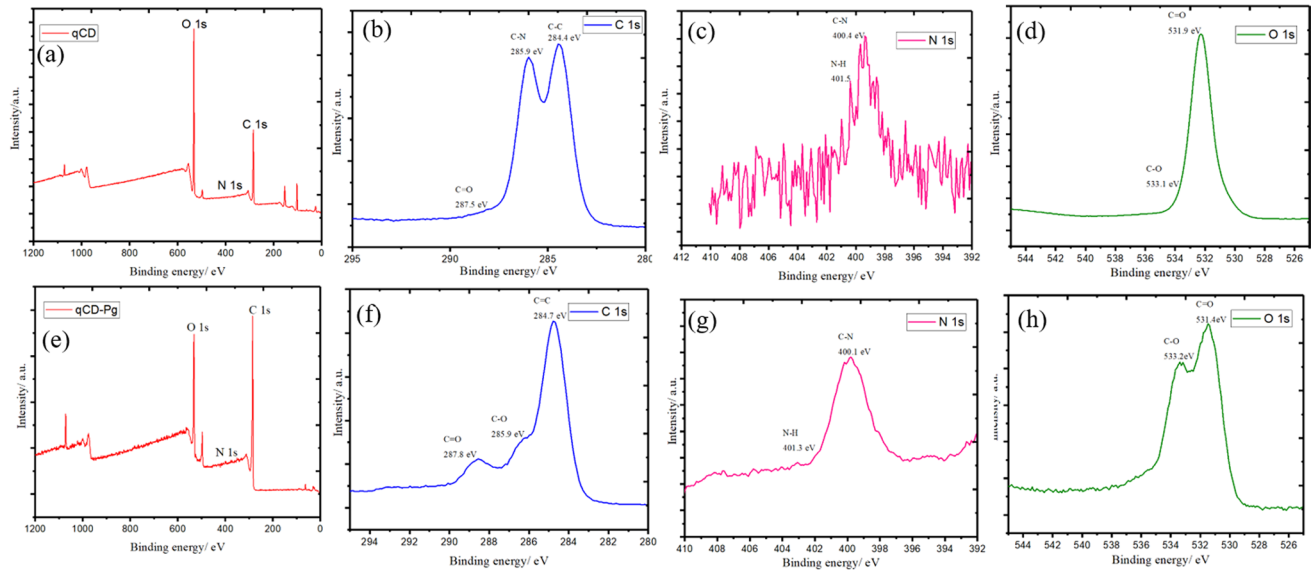 (a)
qCD
O 1s
N 1s
C 1s
Intensity/a.u.
1200 1000 800 600 400 200 0
Binding energy/ eV
(b)
C 1s
C-N
285.9 eV
C-C
284.4 eV
C=O
287.5 eV
Intensity/ a.u.
295 290 285 280
Binding energy/ eV
(c)
N 1s
C-N
400.4 eV
N-H
401.5
Intensity/ a.u.
412 410 408 406 404 402 400 398 396 394 392
Binding energy/ eV
(d)
O 1s
C=O
531.9 eV
C-O
533.1 eV
Intensity/ a.u.
544 542 540 538 536 534 532 530 528 526
Binding energy/ eV
(e)
qCD-Pg
O 1s
C 1s
N 1s
Intensity/ a.u.
1200 1000 800 600 400 200 0
Binding energy/ eV
(f)
C 1s
C=C
284.7 eV
C-O
285.9 eV
C=O
287.8 eV
Intensity/ a.u.
294 292 290 288 286 284 282 280
Binding energy/ eV
(g)
N 1s
C-N
400.1 eV
N-H
401.3 eV
Intensity/ a.u.
410 408 406 404 402 400 398 396 394 392
Binding energy/ eV
(h)
O 1s
C=O
531.4eV
C-O
533.2eV
Intensity/ a.u.
544 542 540 538 536 534 532 530 528 526
Binding energy/ eV